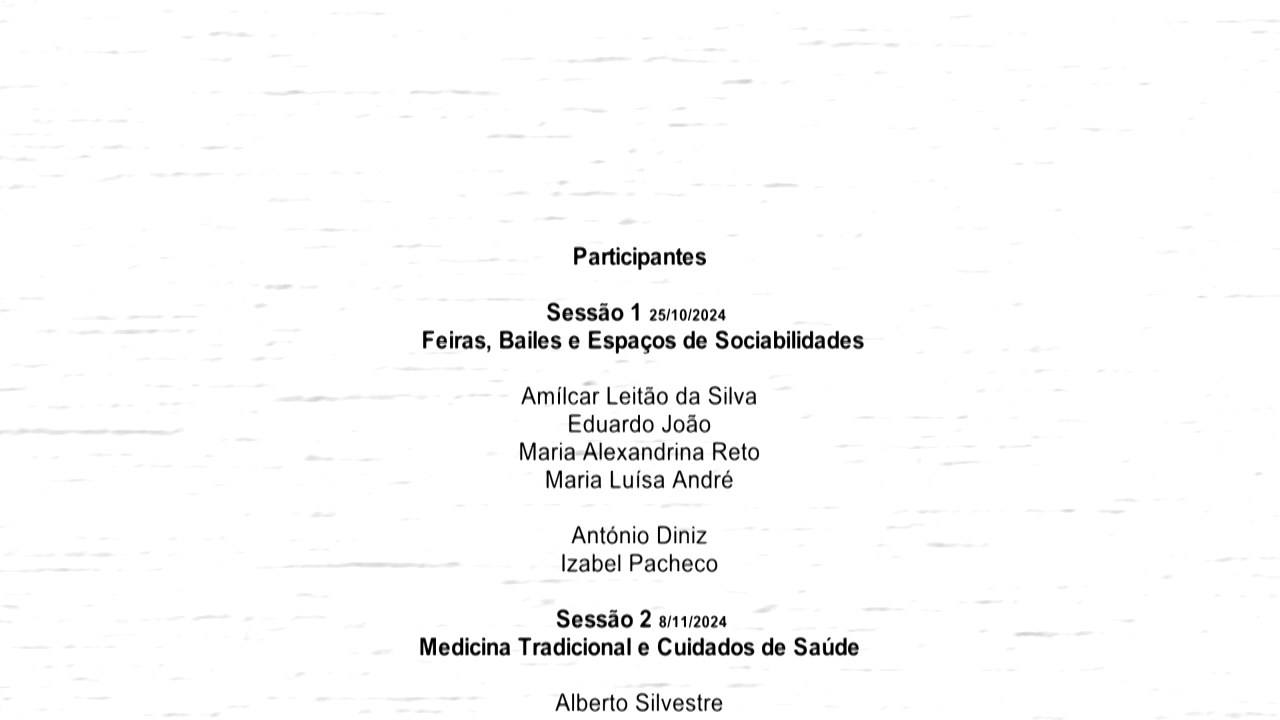 Participantes
Sessão 1 25/10/2024
Feiras, Bailes e Espaços de Sociabilidades
Amílcar Leitão da Silva
Eduardo João
Maria Alexandrina Reto
Maria Luísa André
António Diniz
Izabel Pacheco
Sessão 2 8/11/2024
Medicina Tradicional e Cuidados de Saúde
Alberto Silvestre